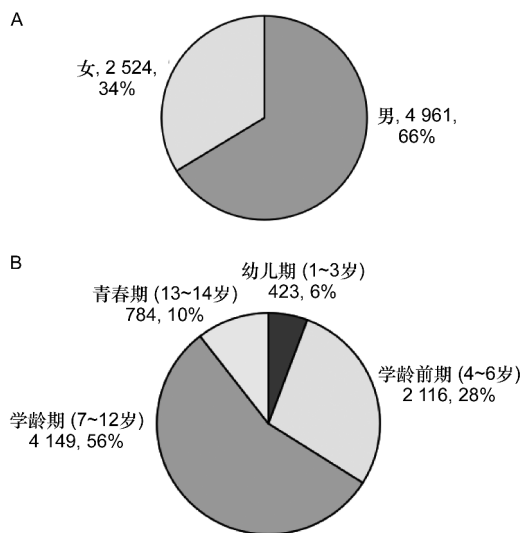 A
女, 2 524,
34%
男, 4 961,
66%
B
幼儿期 (1~3岁)
423, 6%
青春期 (13~14岁)
784, 10%
学龄前期 (4~6岁)
2 116, 28%
学龄期 (7~12岁)
4 149, 56%